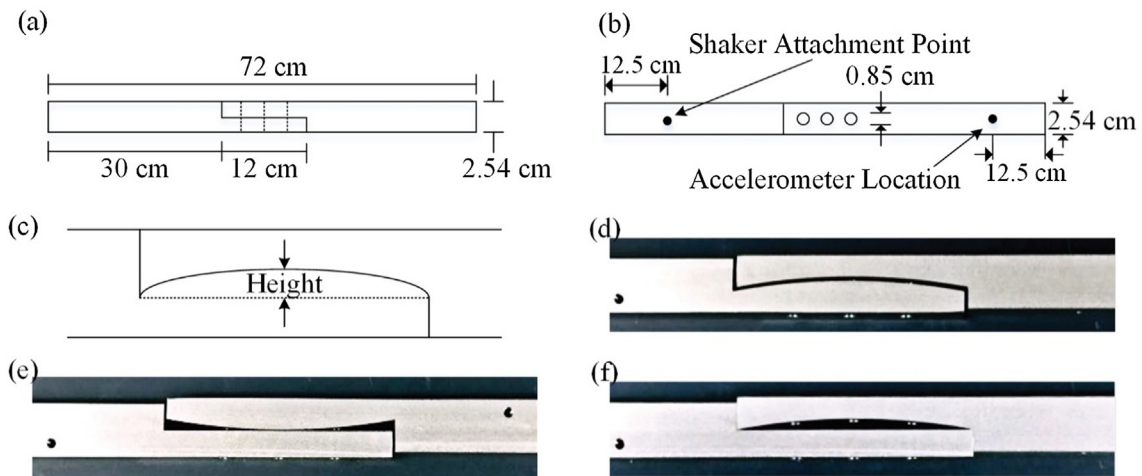 (a)
72 cm
30 cm
12 cm
2.54 cm
(b)
Shaker Attachment Point
12.5 cm
0.85 cm
2.54 cm
Accelerometer Location
12.5 cm
(c)
Height
(d)
(e)
(f)